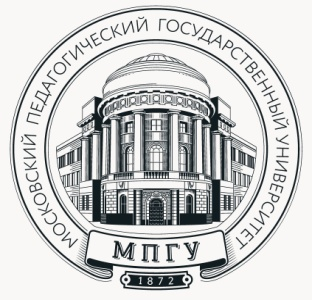 МОСКОВСКИЙ ПЕДАГОГИЧЕСКИЙ ГОСУДАРСТВЕННЫЙ УНИВЕРСИТЕТ
МПГУ
1872